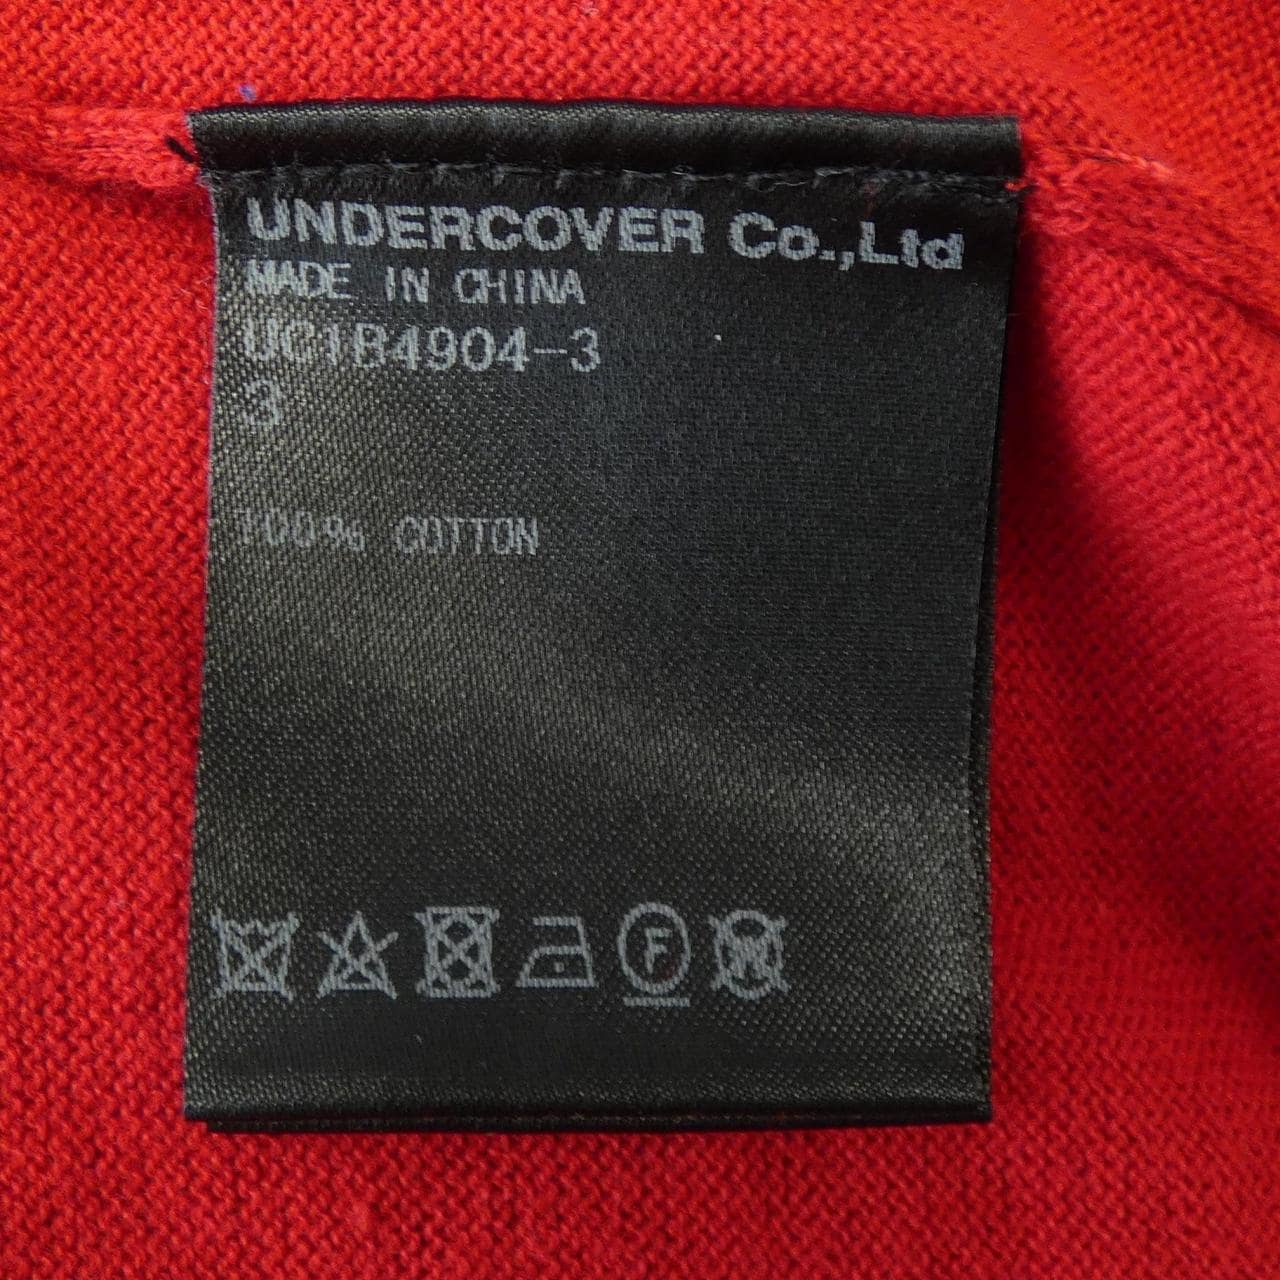 UNDERCOVER Co.,Ltd
MADE IN CHINA
UC1B4904-3
3
100% COTTON
F
W